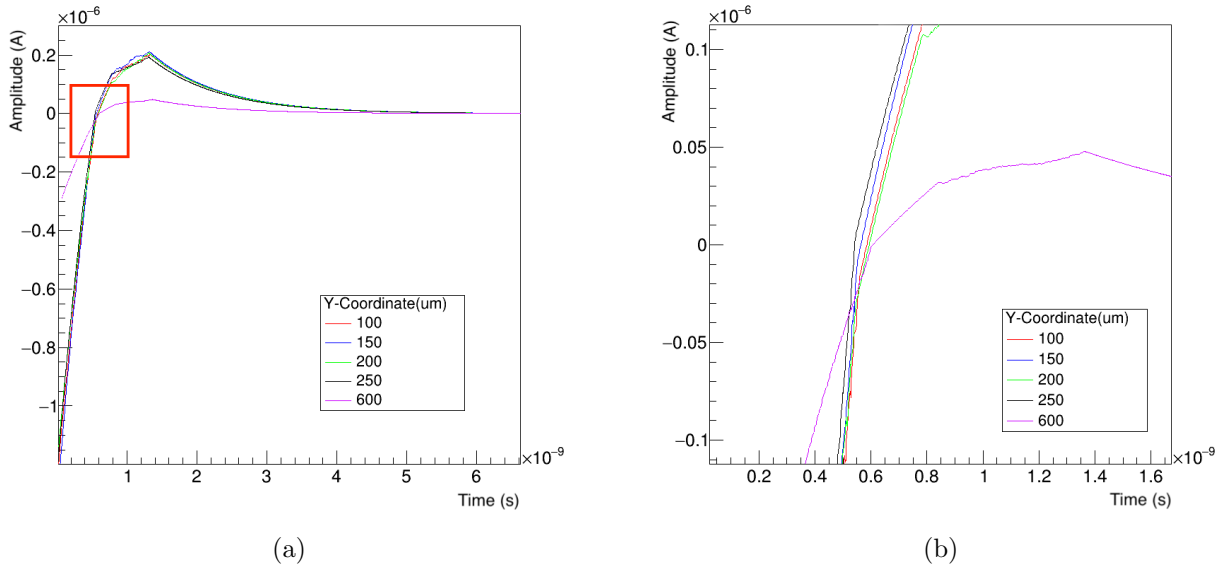 ×10⁻⁶
Amplitude (A)
0.2
0
−0.2
−0.4
−0.6
−0.8
−1
Y-Coordinate(um)
100
150
200
250
600
1 2 3 4 5 6
×10⁻⁹
Time (s)
(a)
×10⁻⁶
Amplitude (A)
0.1
0.05
0
−0.05
−0.1
Y-Coordinate(um)
100
150
200
250
600
0.2 0.4 0.6 0.8 1 1.2 1.4 1.6
×10⁻⁹
Time (s)
(b)